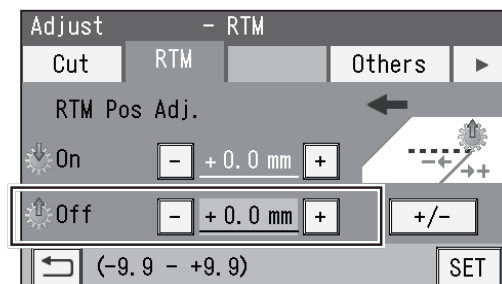 Adjust - RTM
Cut RTM Others ►
RTM Pos Adj.
On - +0.0 mm +
- +
Off - +0.0 mm + +/-
(-9.9 - +9.9) SET